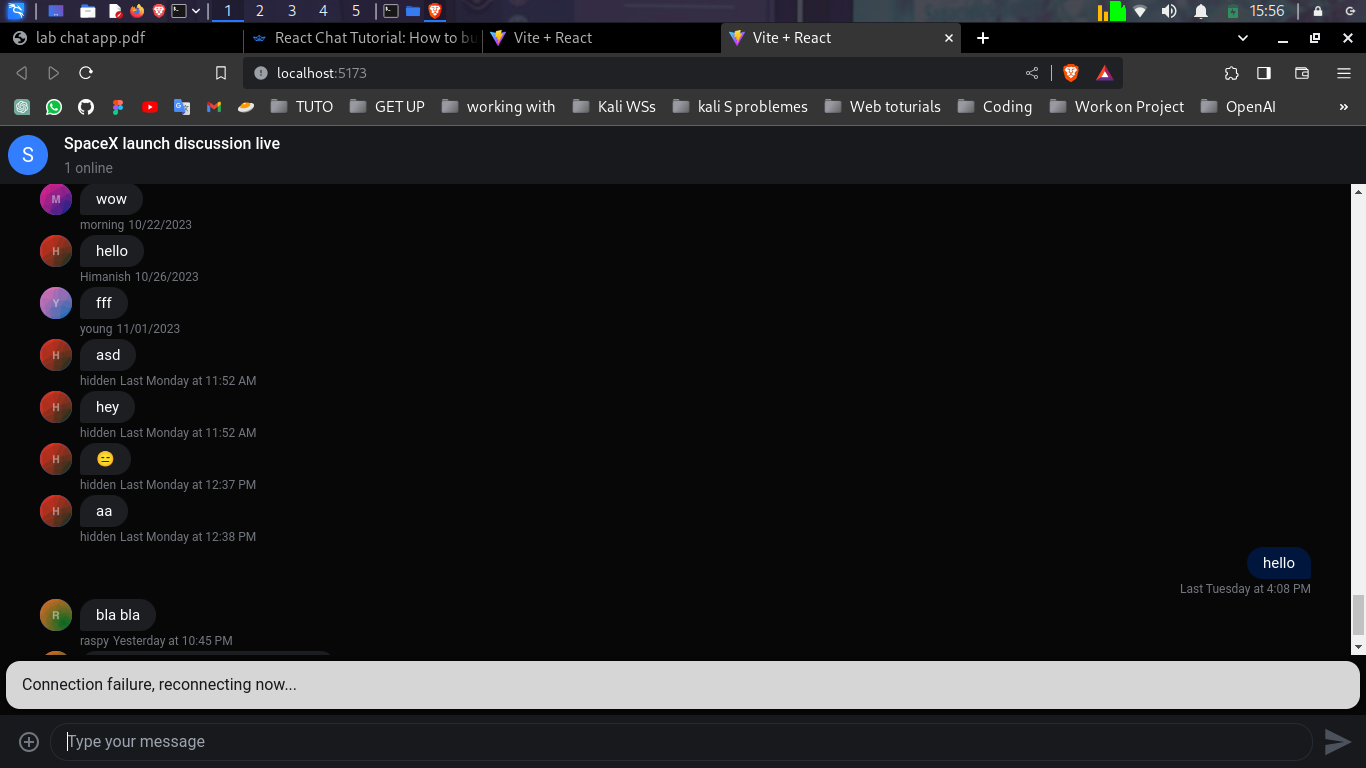 1 2 3 4 5 15:56
lab chat app.pdf React Chat Tutorial: How to bu Vite + React Vite + React
localhost:5173
TUTO GET UP working with Kali WSs kali S problemes Web toturials Coding Work on Project OpenAI »
S SpaceX launch discussion live
1 online
M wow
morning 10/22/2023
H hello
Himanish 10/26/2023
Y fff
young 11/01/2023
H asd
hidden Last Monday at 11:52 AM
H hey
hidden Last Monday at 11:52 AM
H 😑
hidden Last Monday at 12:37 PM
H aa
hidden Last Monday at 12:38 PM
hello
Last Tuesday at 4:08 PM
R bla bla
raspy Yesterday at 10:45 PM
Connection failure, reconnecting now...
Type your message